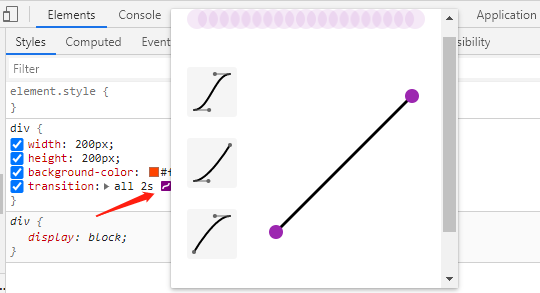 Elements Console Application
Styles Computed Event sibility
Filter
element.style {
}
div {
width: 200px;
height: 200px;
background-color: #f
transition: all 2s
}
div {
display: block;
}